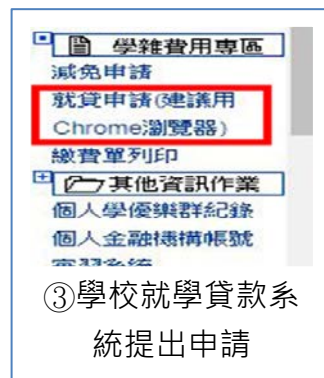 學雜費用專區
減免申請
就貸申請(建議用
Chrome瀏覽器)
繳費單列印
其他資訊作業
個人學優樂群紀錄
個人金融機構帳號
③學校就學貸款系
統提出申請